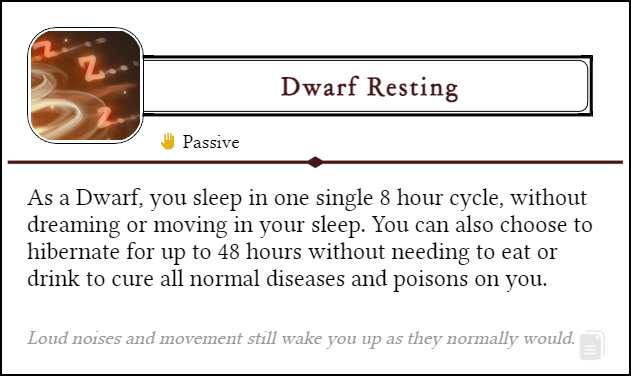 Z
Z
Z
Dwarf Resting
Passive
As a Dwarf, you sleep in one single 8 hour cycle, without
dreaming or moving in your sleep. You can also choose to
hibernate for up to 48 hours without needing to eat or
drink to cure all normal diseases and poisons on you.
Loud noises and movement still wake you up as they normally would.